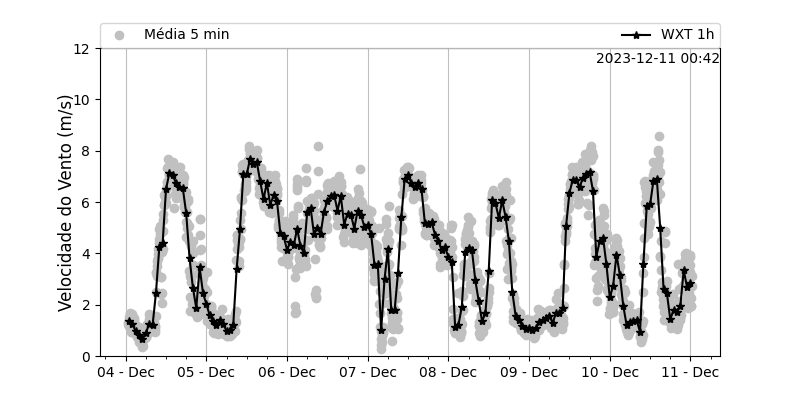 Média 5 min
WXT 1h
2023-12-11 00:42
Velocidade do Vento (m/s)
12
10
8
6
4
2
0
04 - Dec
05 - Dec
06 - Dec
07 - Dec
08 - Dec
09 - Dec
10 - Dec
11 - Dec